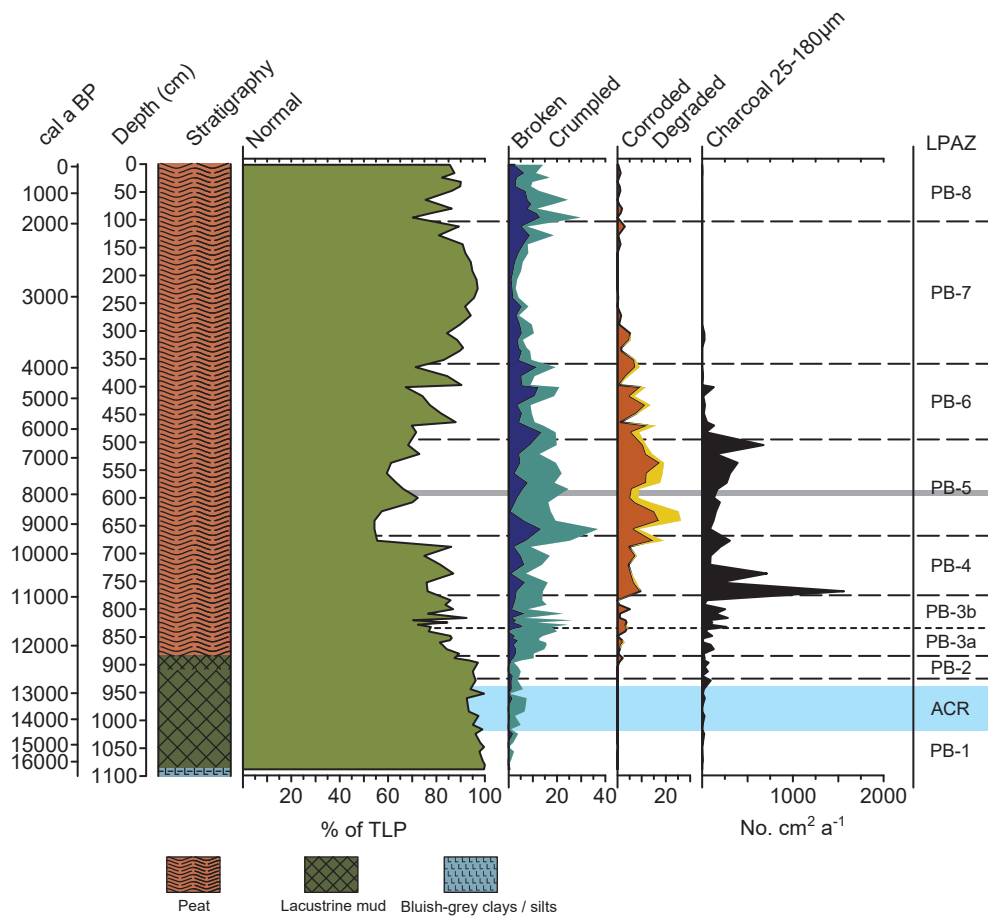 cal a BP
Depth (cm)
Stratigraphy
Normal
Broken
Crumpled
Corroded
Degraded
Charcoal 25-180µm
LPAZ
0
1000
2000
3000
4000
5000
6000
7000
8000
9000
10000
11000
12000
13000
14000
15000
16000
0
50
100
150
200
250
300
350
400
450
500
550
600
650
700
750
800
850
900
950
1000
1050
1100
PB-8
PB-7
PB-6
PB-5
PB-4
PB-3b
PB-3a
PB-2
ACR
PB-1
20 40 60 80 100 20 40 20 1000 2000
% of TLP No. cm² a⁻¹
Peat Lacustrine mud Bluish-grey clays / silts